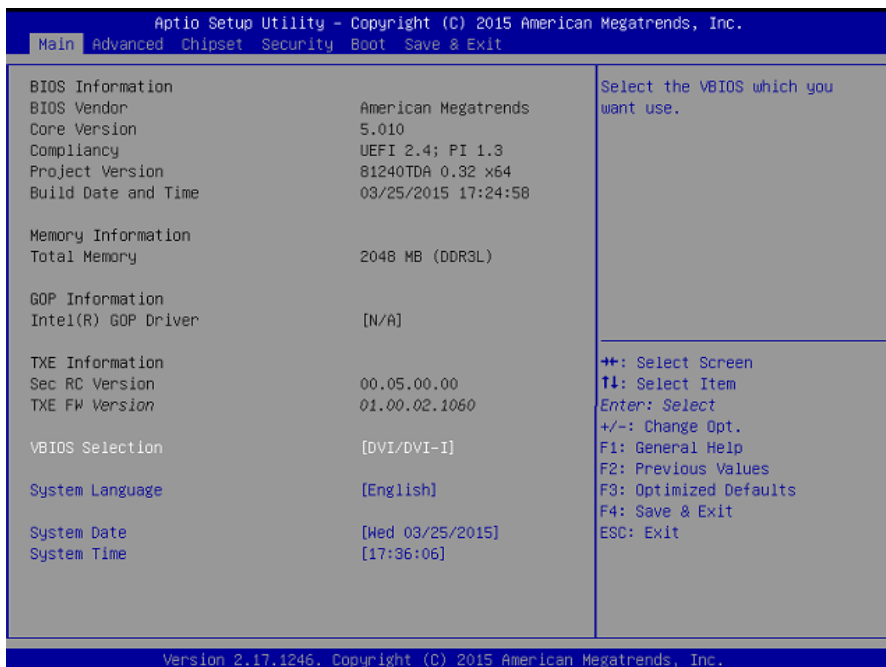 Aptio Setup Utility – Copyright (C) 2015 American Megatrends, Inc.
Main Advanced Chipset Security Boot Save & Exit
BIOS Information
BIOS Vendor American Megatrends
Core Version 5.010
Compliancy UEFI 2.4; PI 1.3
Project Version 81240TDA 0.32 x64
Build Date and Time 03/25/2015 17:24:58
Memory Information
Total Memory 2048 MB (DDR3L)
GOP Information
Intel(R) GOP Driver [N/A]
TXE Information
Sec RC Version 00.05.00.00
TXE FW Version 01.00.02.1060
VBIOS Selection [DVI/DVI-I]
System Language [English]
System Date [Wed 03/25/2015]
System Time [17:36:06]
Select the VBIOS which you
want use.
→←: Select Screen
↑↓: Select Item
Enter: Select
+/-: Change Opt.
F1: General Help
F2: Previous Values
F3: Optimized Defaults
F4: Save & Exit
ESC: Exit
Version 2.17.1246. Copyright (C) 2015 American Megatrends, Inc.